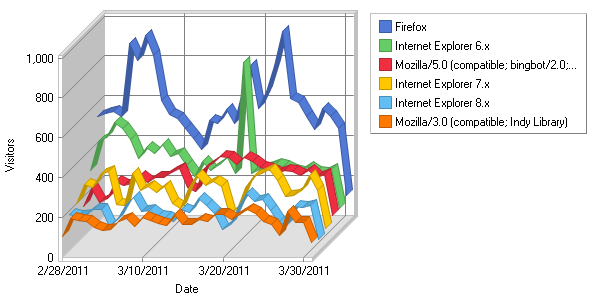 1,000
800
600
400
200
0
Visitors
2/28/2011
3/10/2011
3/20/2011
3/30/2011
Date
Firefox
Internet Explorer 6.x
Mozilla/5.0 (compatible; bingbot/2.0;...
Internet Explorer 7.x
Internet Explorer 8.x
Mozilla/3.0 (compatible; Indy Library)